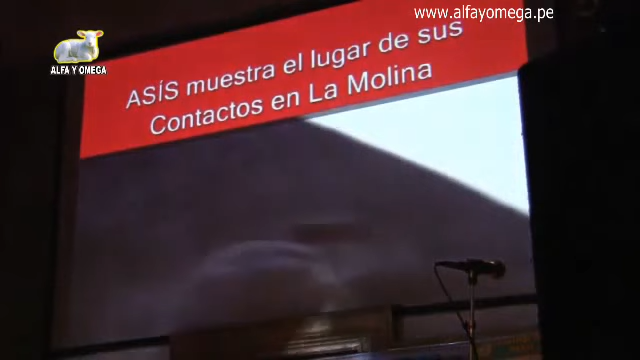 www.alfayomega.pe
ALFA Y OMEGA
ASÍS muestra el lugar de sus
Contactos en La Molina